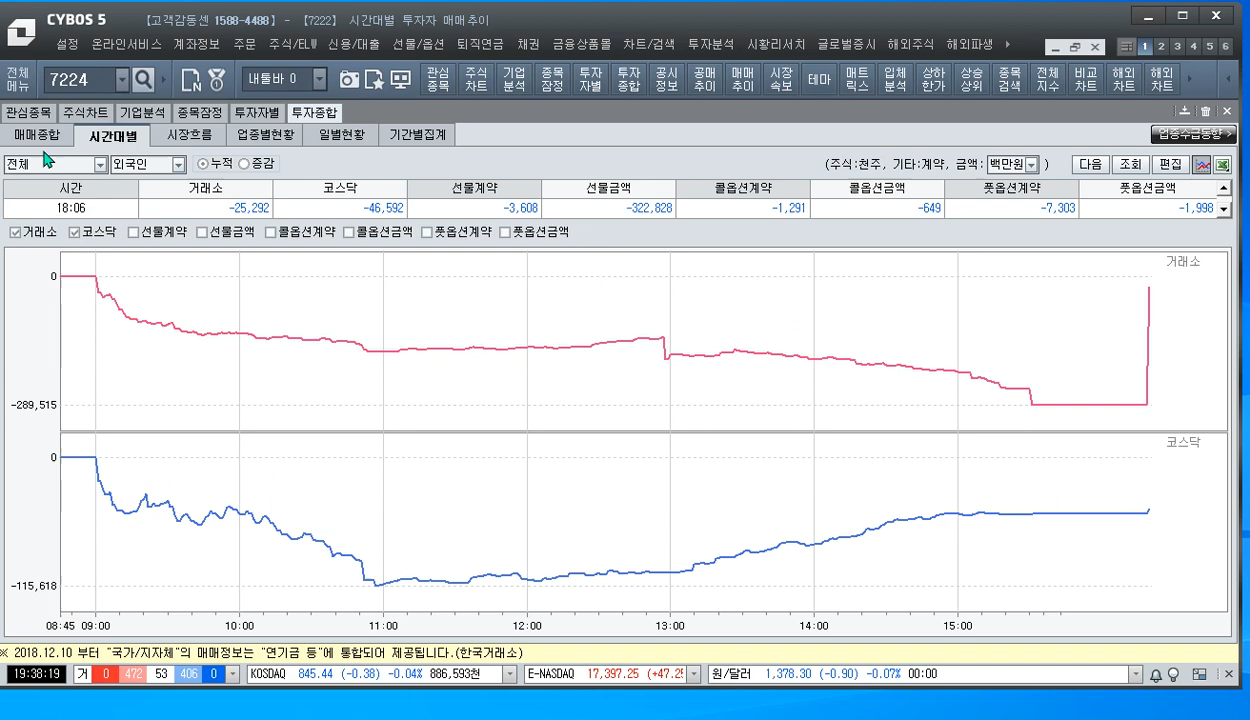 CYBOS 5 【고객감동센 1588-4488】 - 【7222】 시간대별 투자자 매매추이
설정 온라인서비스 계좌정보 주문 주식/ELW 신용/대출 선물/옵션 퇴직연금 채권 금융상품몰 차트/검색 투자분석 시황리서치 글로벌증시 해외주식 해외파생 1 2 3 4 5 6
전체메뉴 7224 내툴바 0 관심종목 주식차트 기업분석 종목잠정 투자자별 투자종합 공시정보 공매추이 매매추이 시장속보 테마 매트릭스 입체분석 상하한가 상승상위 종목검색 전체지수 비교차트 해외차트 해외차트
관심종목 주식차트 기업분석 종목잠정 투자자별 투자종합
매매종합 시간대별 시장흐름 업종별현황 일별현황 기간별집계 업종수급동향 >
전체 외국인 누적 증감 (주식:천주, 기타:계약, 금액: 백만원 ) 다음 조회 편집
시간 거래소 코스닥 선물계약 선물금액 콜옵션계약 콜옵션금액 풋옵션계약 풋옵션금액
18:06 -25,292 -46,592 -3,608 -322,828 -1,291 -649 -7,303 -1,998
거래소 코스닥 선물계약 선물금액 콜옵션계약 콜옵션금액 풋옵션계약 풋옵션금액
거래소
0
-289,515
코스닥
0
-115,618
08:45 09:00 10:00 11:00 12:00 13:00 14:00 15:00
※ 2018.12.10 부터 "국가/지자체"의 매매정보는 "연기금 등"에 통합되어 제공됩니다.(한국거래소)
19:38:19 거 0 472 53 406 0 KOSDAQ 845.44 (-0.38) -0.04% 886,593천 E-NASDAQ 17,397.25 (+47.25 원/달러 1,378.30 (-0.90) -0.07% 00:00